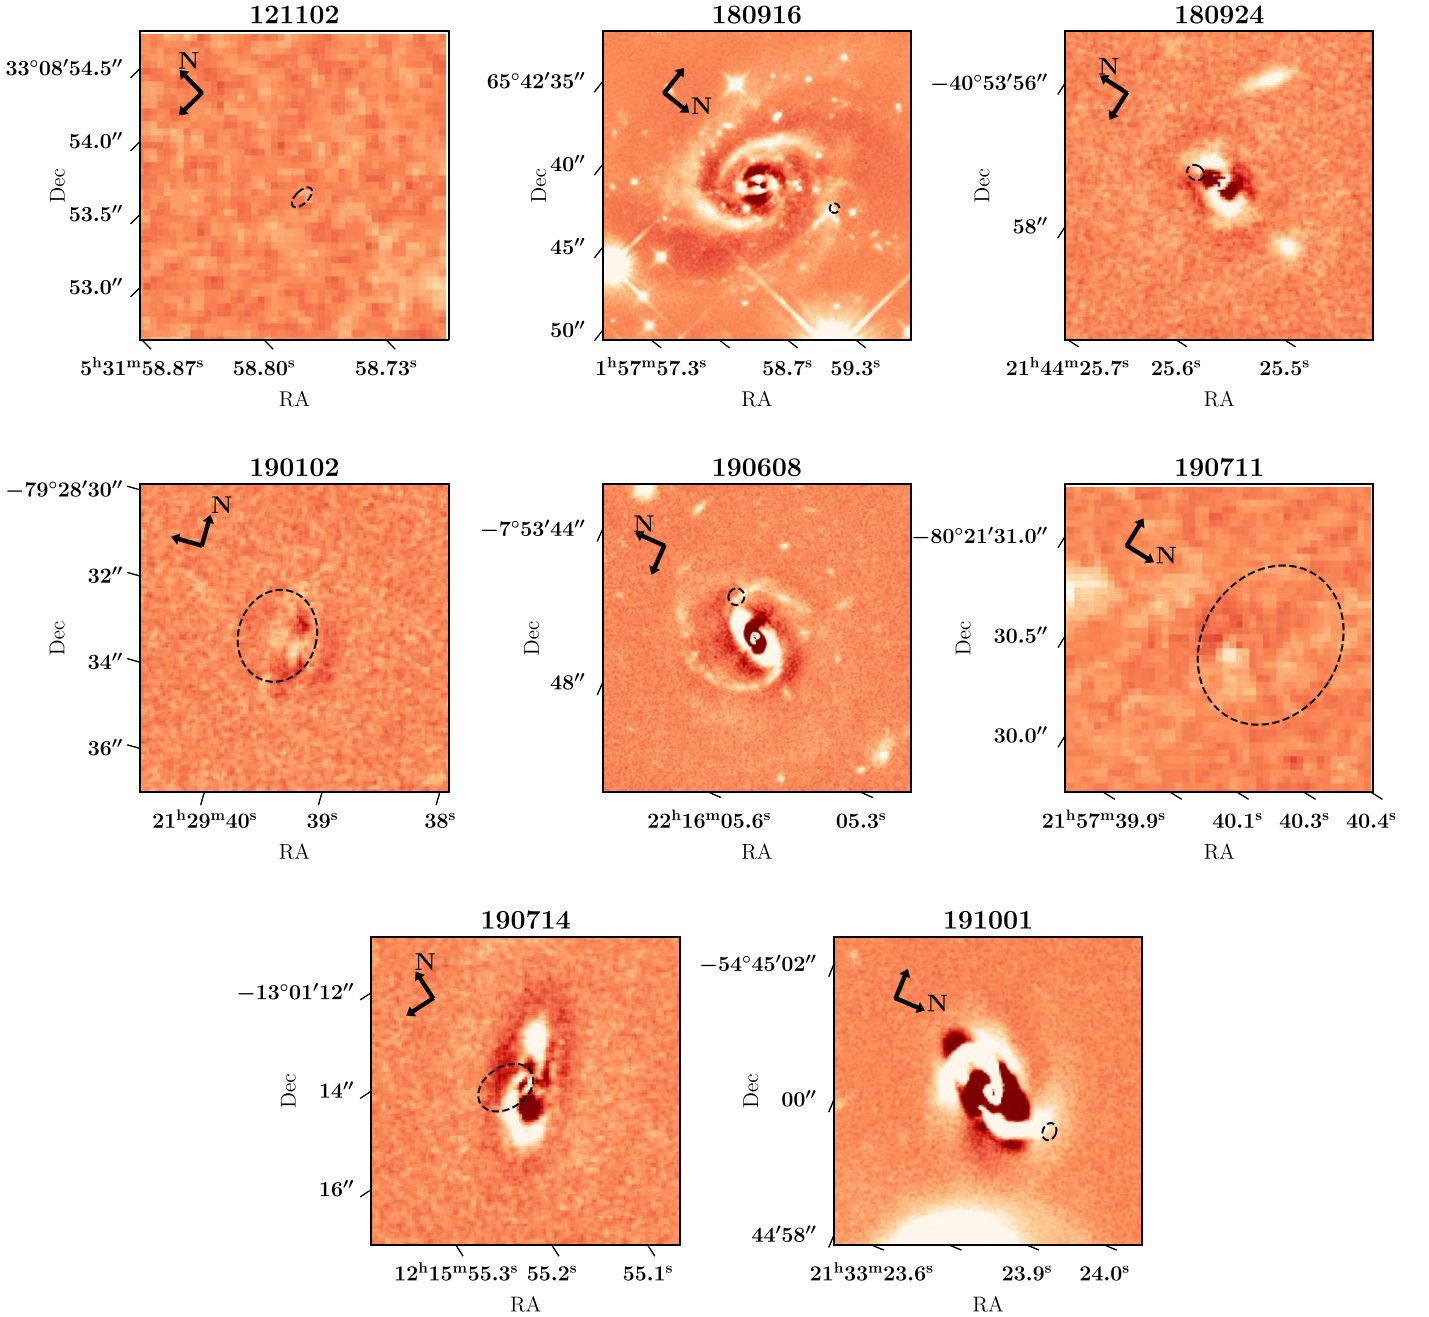 121102
N
33°08′54.5″
54.0″
53.5″
53.0″
Dec
5ʰ31ᵐ58.87ˢ 58.80ˢ 58.73ˢ
RA
180916
N
65°42′35″
40″
45″
50″
Dec
1ʰ57ᵐ57.3ˢ 58.7ˢ 59.3ˢ
RA
180924
N
−40°53′56″
58″
Dec
21ʰ44ᵐ25.7ˢ 25.6ˢ 25.5ˢ
RA
190102
N
−79°28′30″
32″
34″
36″
Dec
21ʰ29ᵐ40ˢ 39ˢ 38ˢ
RA
190608
N
−7°53′44″
48″
Dec
22ʰ16ᵐ05.6ˢ 05.3ˢ
RA
190711
N
−80°21′31.0″
30.5″
30.0″
Dec
21ʰ57ᵐ39.9ˢ 40.1ˢ 40.3ˢ 40.4ˢ
RA
190714
N
−13°01′12″
14″
16″
Dec
12ʰ15ᵐ55.3ˢ 55.2ˢ 55.1ˢ
RA
191001
N
−54°45′02″
00″
44′58″
Dec
21ʰ33ᵐ23.6ˢ 23.9ˢ 24.0ˢ
RA